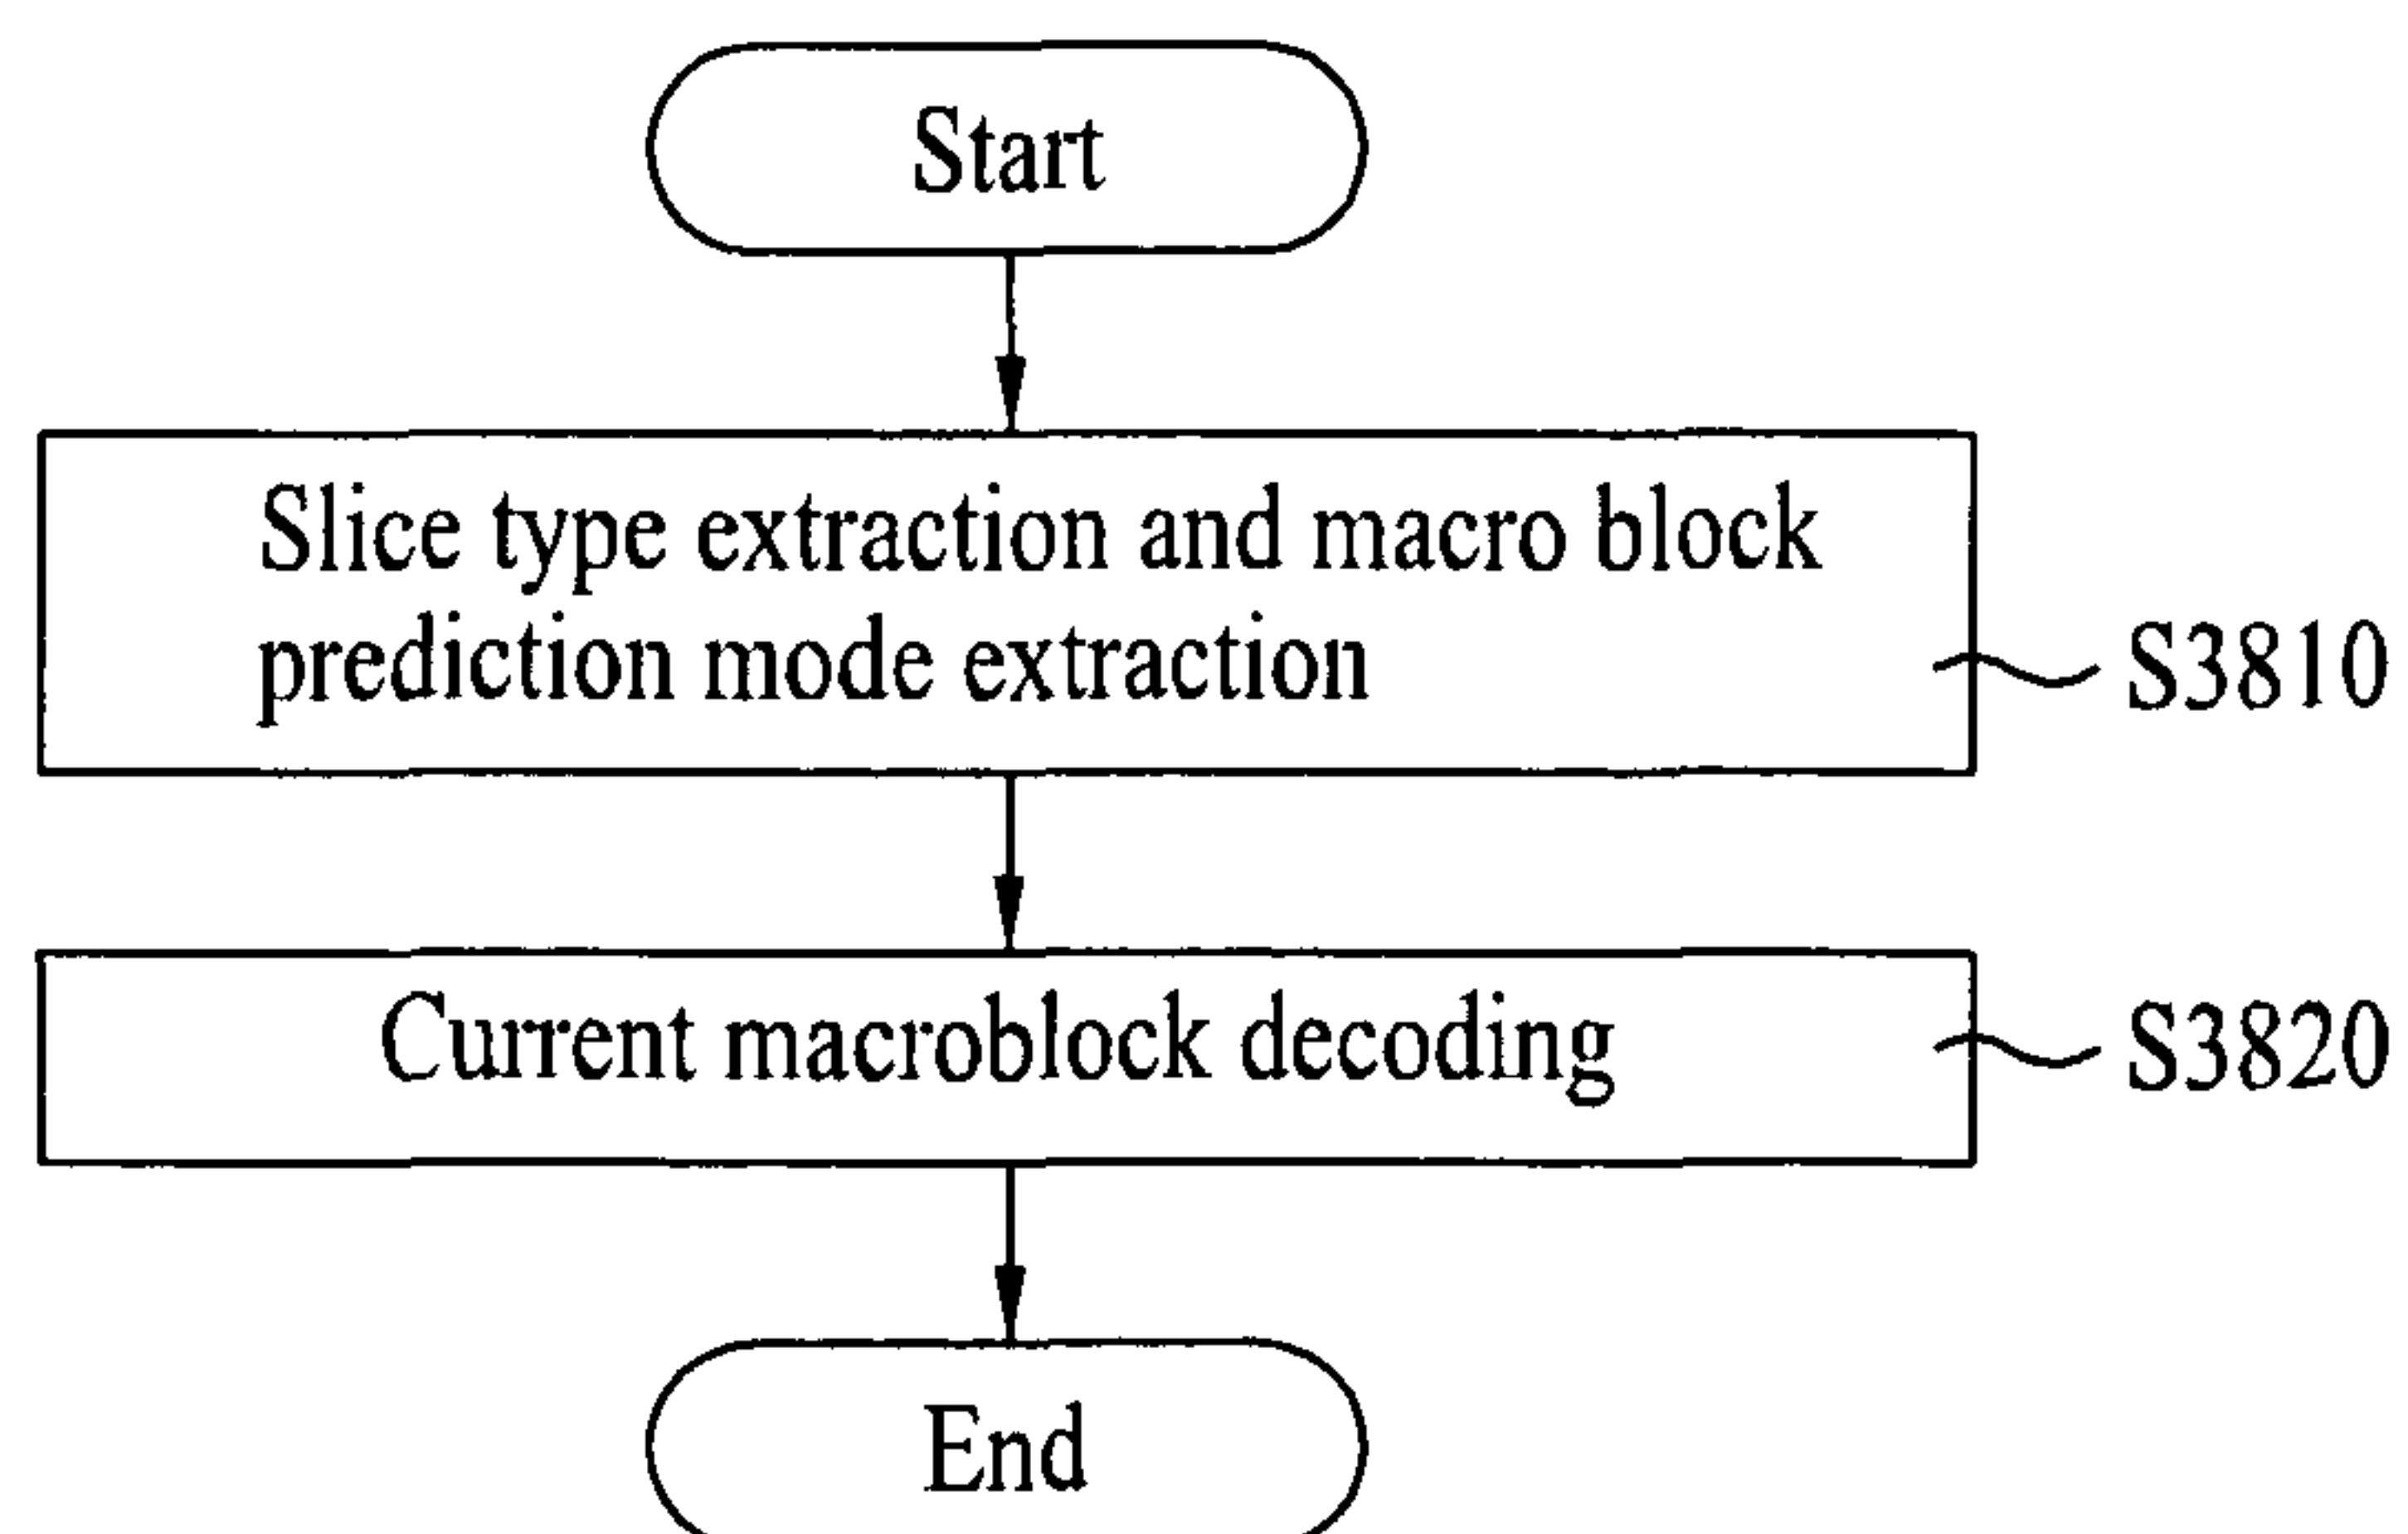 Start
Slice type extraction and macro block
prediction mode extraction
S3810
Current macroblock decoding
S3820
End